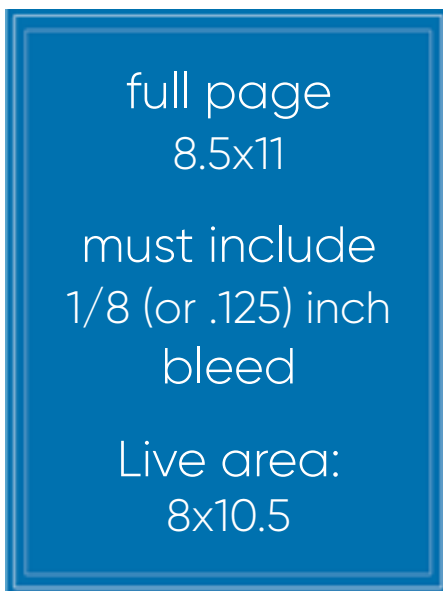 full page
8.5x11
must include
1/8 (or .125) inch
bleed
Live area:
8x10.5